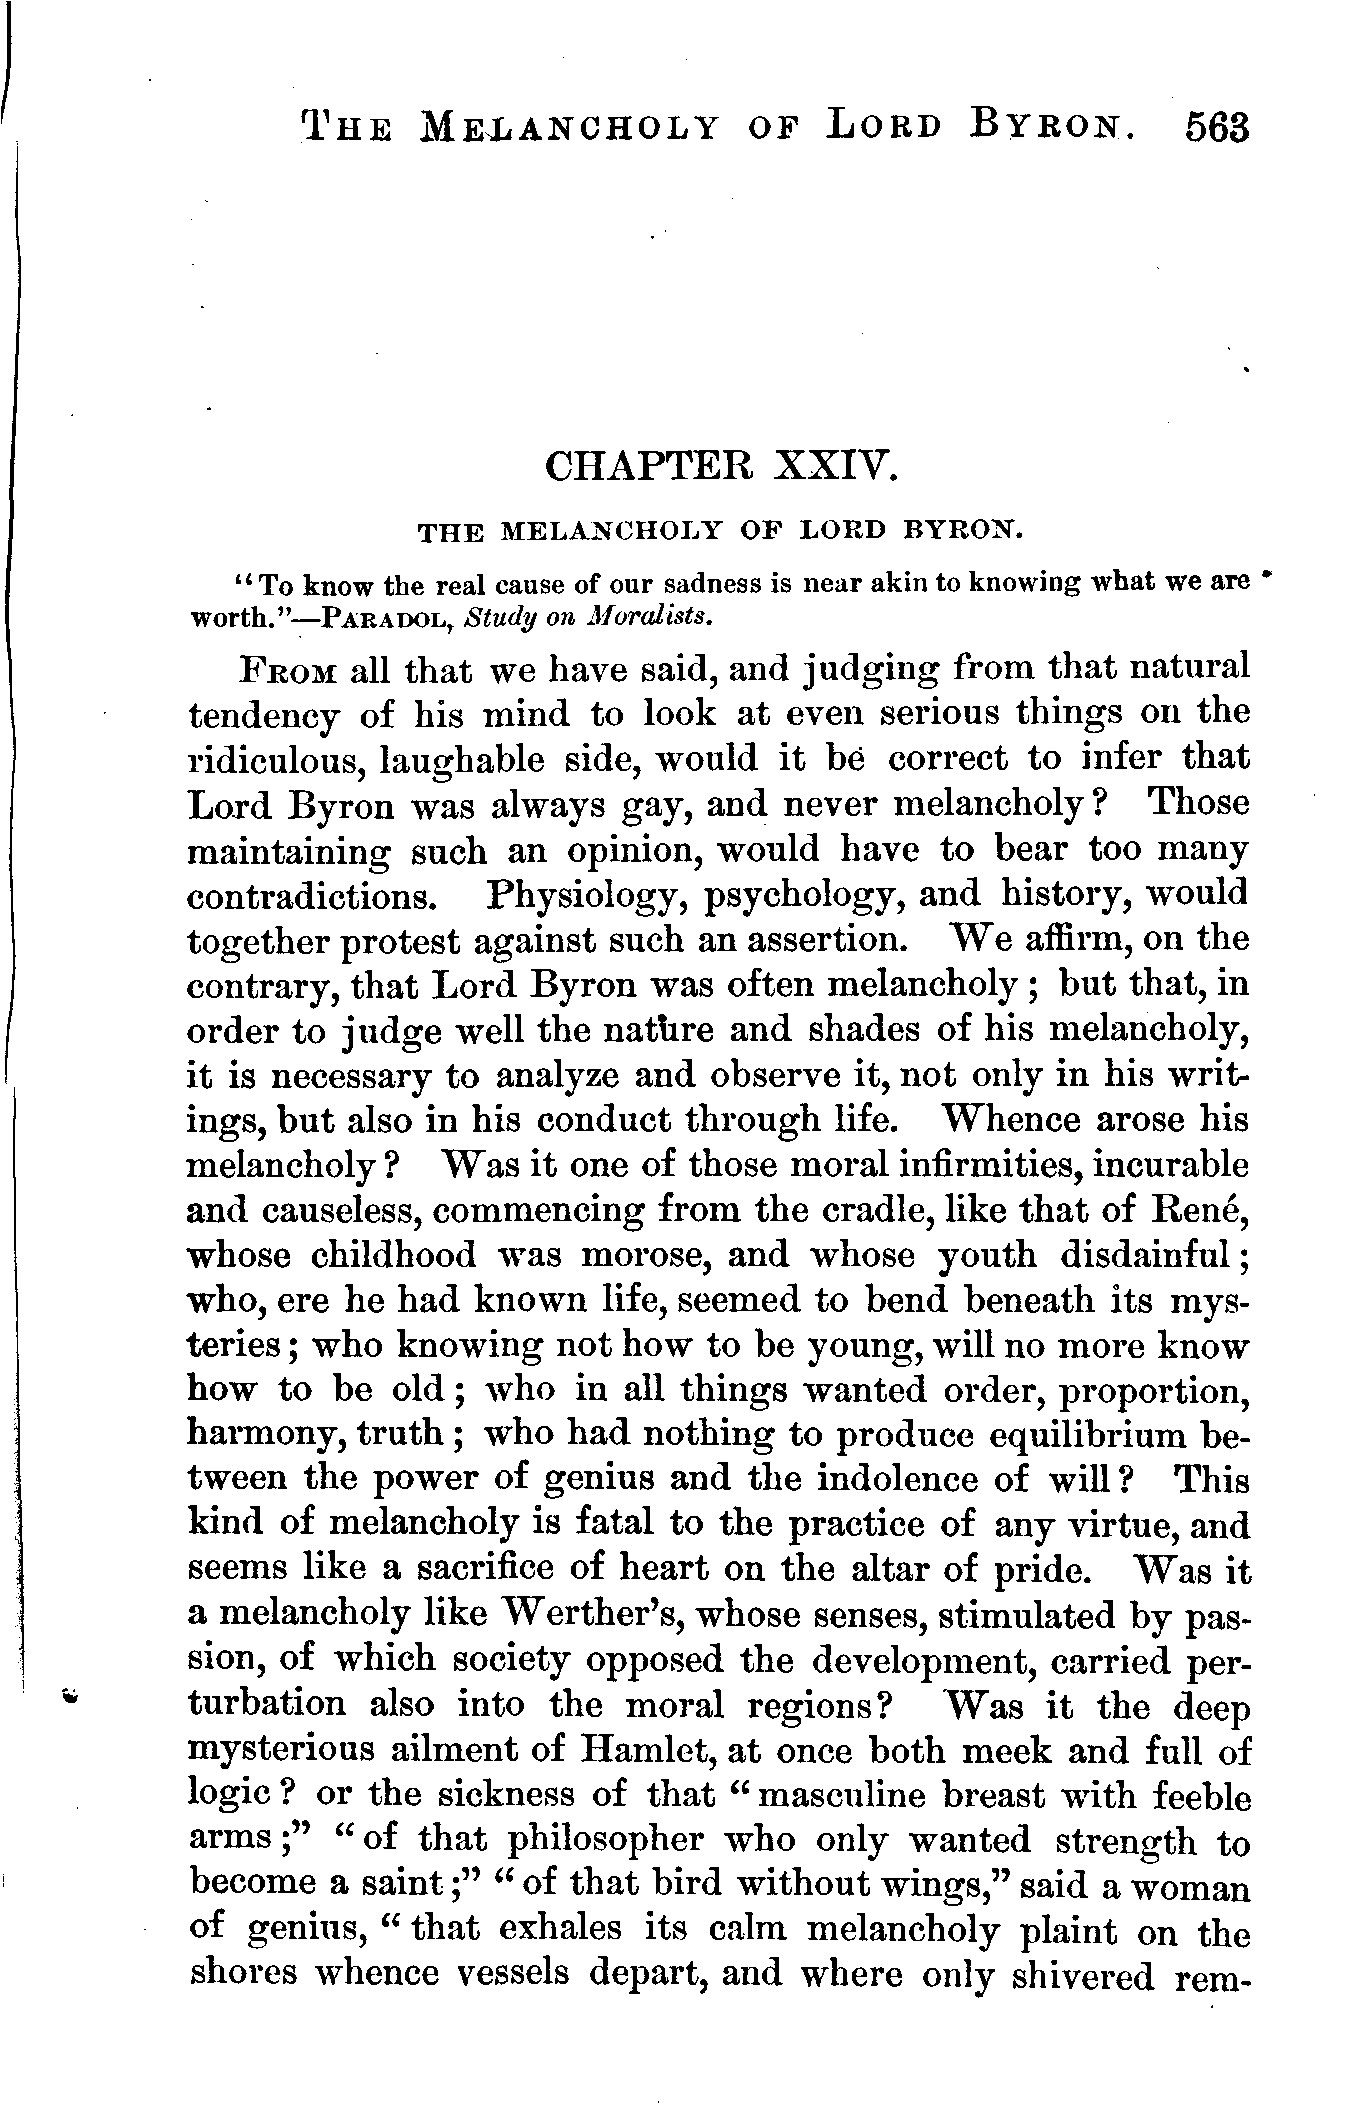 THE MELANCHOLY OF LORD BYRON. 563
CHAPTER XXIV.
THE MELANCHOLY OF LORD BYRON.
"To know the real cause of our sadness is near akin to knowing what we are
worth."—PARADOL, Study on Moralists.
FROM all that we have said, and judging from that natural
tendency of his mind to look at even serious things on the
ridiculous, laughable side, would it be correct to infer that
Lord Byron was always gay, and never melancholy? Those
maintaining such an opinion, would have to bear too many
contradictions. Physiology, psychology, and history, would
together protest against such an assertion. We affirm, on the
contrary, that Lord Byron was often melancholy; but that, in
order to judge well the nature and shades of his melancholy,
it is necessary to analyze and observe it, not only in his writ-
ings, but also in his conduct through life. Whence arose his
melancholy? Was it one of those moral infirmities, incurable
and causeless, commencing from the cradle, like that of René,
whose childhood was morose, and whose youth disdainful;
who, ere he had known life, seemed to bend beneath its mys-
teries; who knowing not how to be young, will no more know
how to be old; who in all things wanted order, proportion,
harmony, truth; who had nothing to produce equilibrium be-
tween the power of genius and the indolence of will? This
kind of melancholy is fatal to the practice of any virtue, and
seems like a sacrifice of heart on the altar of pride. Was it
a melancholy like Werther's, whose senses, stimulated by pas-
sion, of which society opposed the development, carried per-
turbation also into the moral regions? Was it the deep
mysterious ailment of Hamlet, at once both meek and full of
logic? or the sickness of that "masculine breast with feeble
arms;" "of that philosopher who only wanted strength to
become a saint;" "of that bird without wings," said a woman
of genius, "that exhales its calm melancholy plaint on the
shores whence vessels depart, and where only shivered rem-